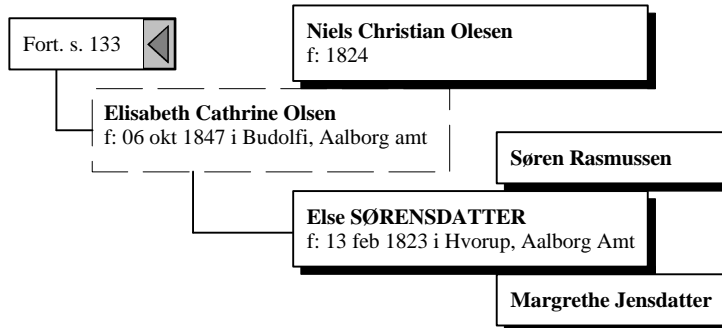 Niels Christian Olesen
f: 1824
Fort. s. 133
Elisabeth Cathrine Olsen
f: 06 okt 1847 i Budolfi, Aalborg amt
Søren Rasmussen
Else SØRENSDATTER
f: 13 feb 1823 i Hvorup, Aalborg Amt
Margrethe Jensdatter